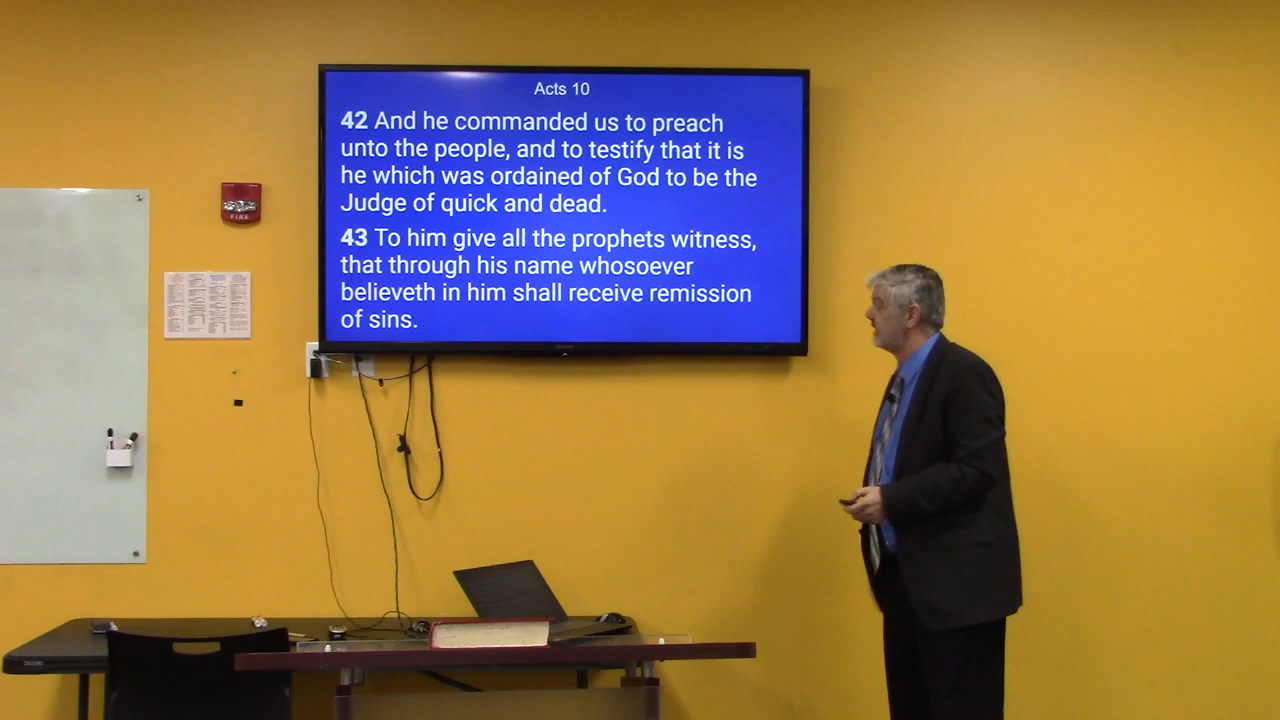 Acts 10
42 And he commanded us to preach
unto the people, and to testify that it is
he which was ordained of God to be the
Judge of quick and dead.
43 To him give all the prophets witness,
that through his name whosoever
believeth in him shall receive remission
of sins.
FIRE